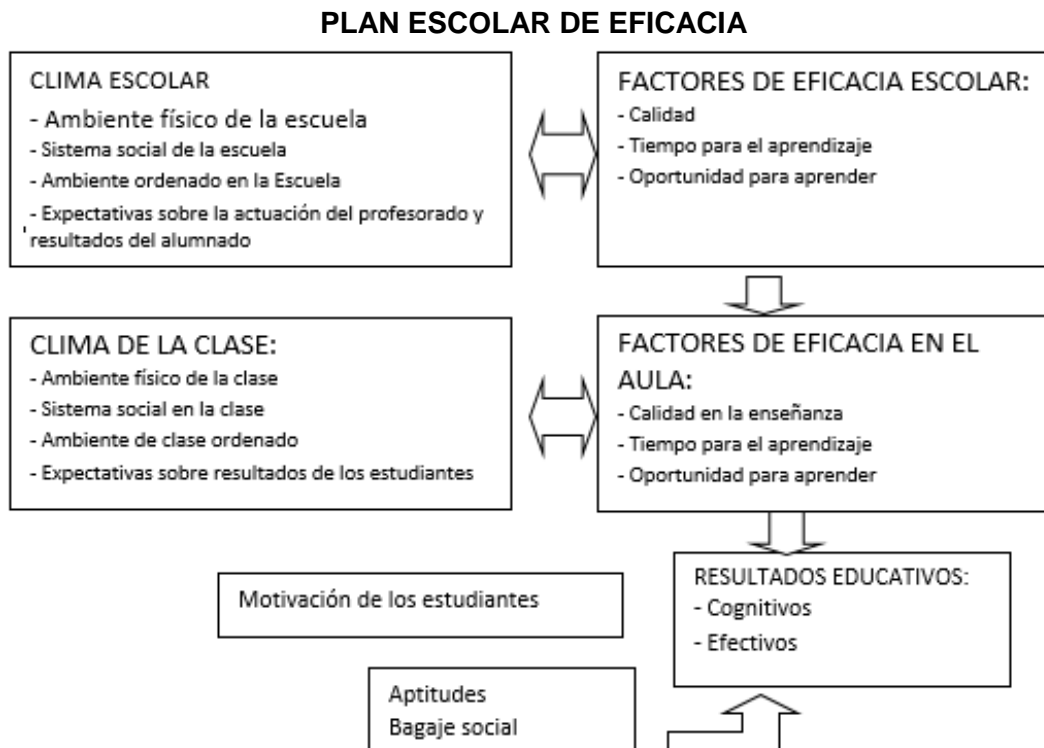 PLAN ESCOLAR DE EFICACIA
CLIMA ESCOLAR
- Ambiente físico de la escuela
- Sistema social de la escuela
- Ambiente ordenado en la Escuela
- Expectativas sobre la actuación del profesorado y
resultados del alumnado
FACTORES DE EFICACIA ESCOLAR:
- Calidad
- Tiempo para el aprendizaje
- Oportunidad para aprender
CLIMA DE LA CLASE:
- Ambiente físico de la clase
- Sistema social en la clase
- Ambiente de clase ordenado
- Expectativas sobre resultados de los estudiantes
FACTORES DE EFICACIA EN EL
AULA:
- Calidad en la enseñanza
- Tiempo para el aprendizaje
- Oportunidad para aprender
Motivación de los estudiantes
RESULTADOS EDUCATIVOS:
- Cognitivos
- Efectivos
Aptitudes
Bagaje social